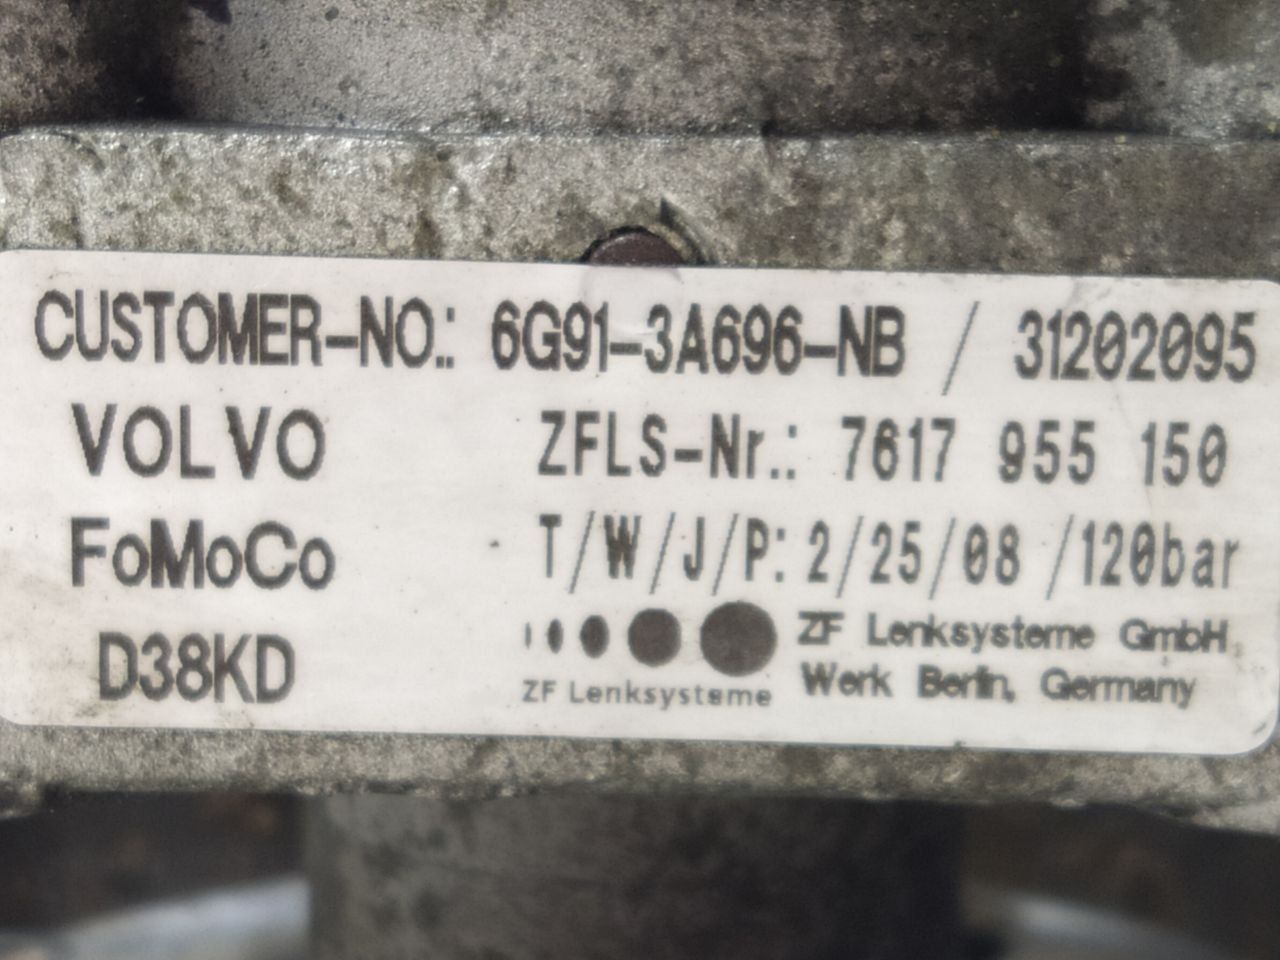 CUSTOMER-NO.: 6G91-3A696-NB / 31202095
VOLVO ZFLS-Nr.: 7617 955 150
FoMoCo T/W/J/P: 2/25/08 /120bar
D38KD ZF Lenksysteme ZF Lenksysteme GmbH,
Werk Berlin, Germany